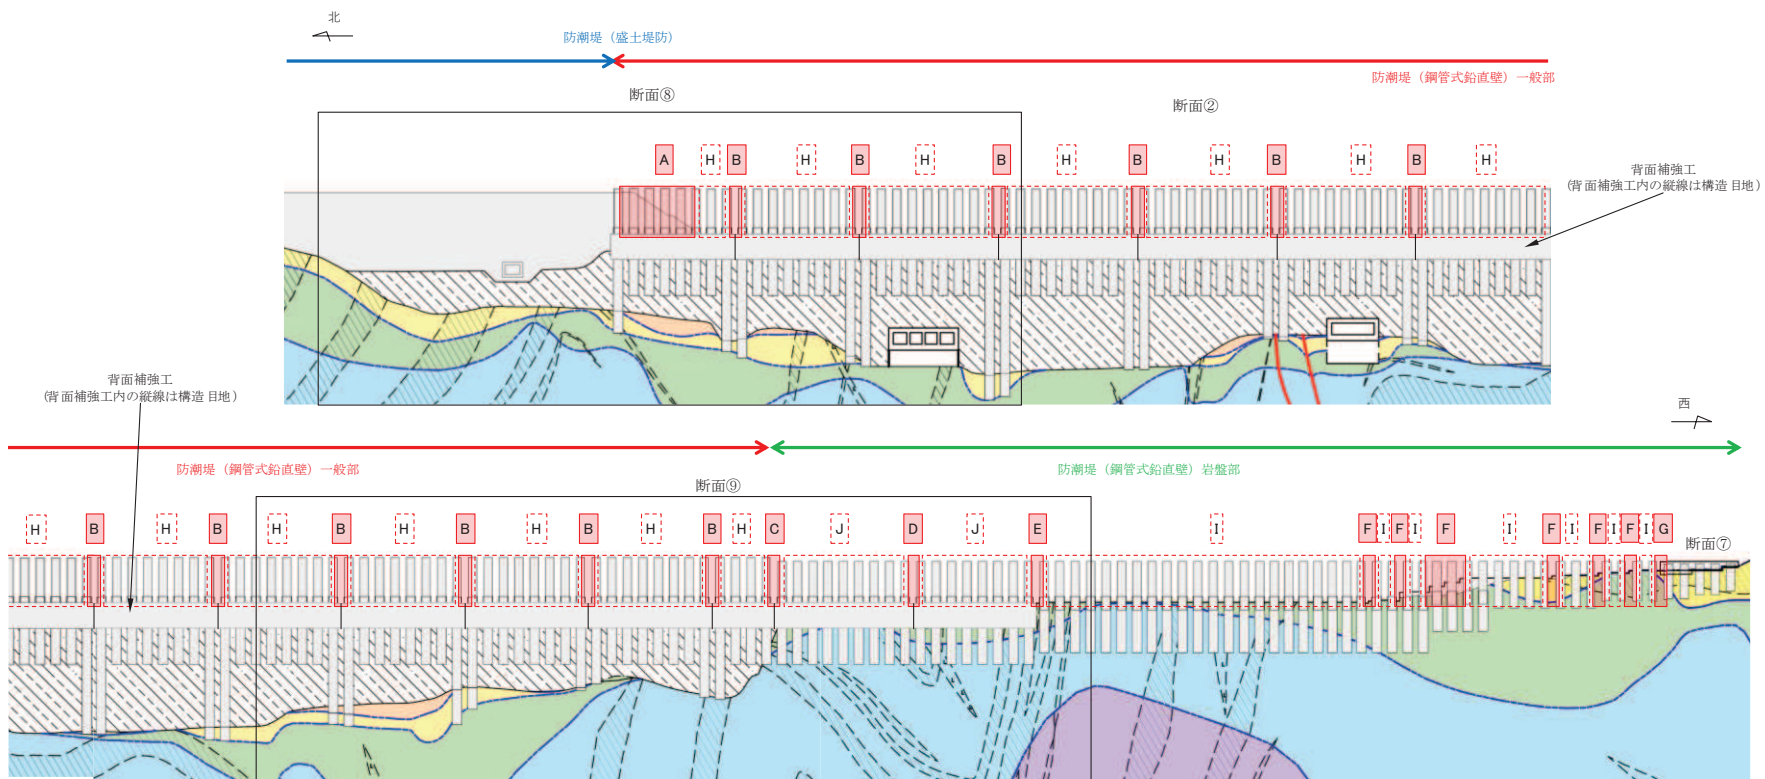 北
防潮堤（盛土堤防）
防潮堤（鋼管式鉛直壁）一般部
断面⑧
断面②
A H B H B H B H B H B H B H
背面補強工
（背面補強工内の縦線は構造目地）
背面補強工
（背面補強工内の縦線は構造目地）
西
防潮堤（鋼管式鉛直壁）一般部
防潮堤（鋼管式鉛直壁）岩盤部
断面⑨
H B H B H B H B H B H B H C J D J E I F I F I F I F I F I F I G
断面⑦